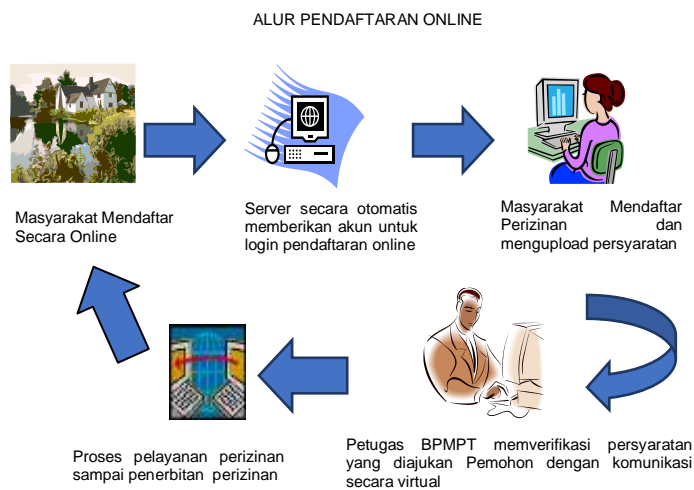 ALUR PENDAFTARAN ONLINE
Masyarakat Mendaftar
Secara Online
Server secara otomatis
memberikan akun untuk
login pendaftaran online
Masyarakat Mendaftar
Perizinan dan
mengupload persyaratan
Petugas BPMPT memverifikasi persyaratan
yang diajukan Pemohon dengan komunikasi
secara virtual
Proses pelayanan perizinan
sampai penerbitan perizinan